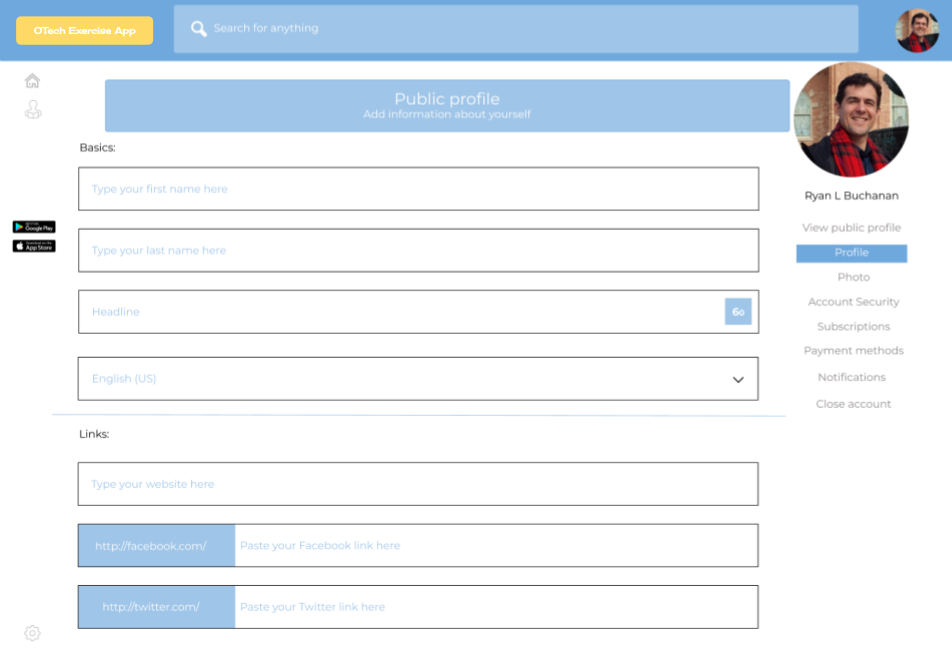 OTech Exercise App
Search for anything
Public profile
Add information about yourself
Basics:
Type your first name here
Type your last name here
Headline
60
English (US)
Links:
Type your website here
http://facebook.com/
Paste your Facebook link here
http://twitter.com/
Paste your Twitter link here
Google Play
Download on the
App Store
Ryan L Buchanan
View public profile
Profile
Photo
Account Security
Subscriptions
Payment methods
Notifications
Close account